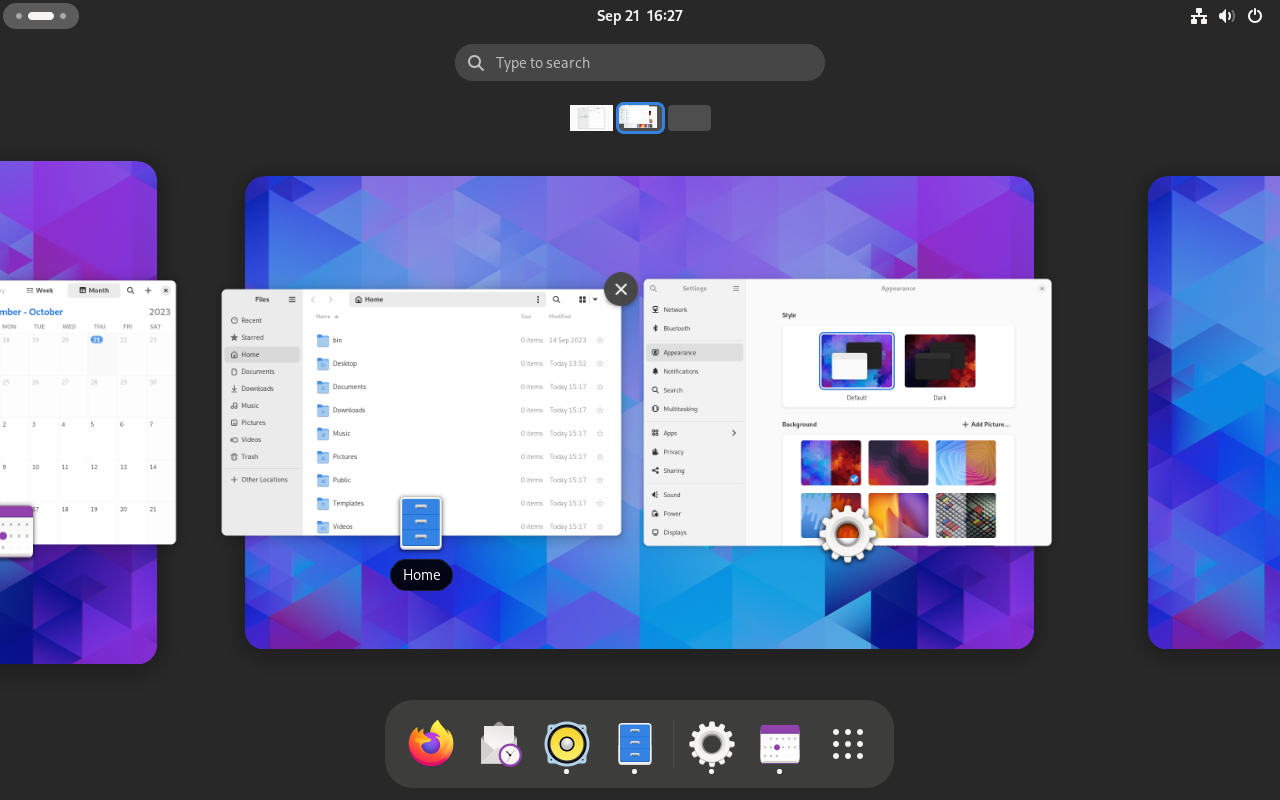 Sep 21 16:27
Type to search
Week
Month
mber - October
2023
MON TUE WED THU FRI SAT
18 19 20 21 22 23
25 26 27 28 29 30
2 3 4 5 6 7
9 10 11 12 13 14
17 18 19 20 21
Files
Recent
Starred
Home
Documents
Downloads
Music
Pictures
Videos
Trash
Other Locations
Home
Name Size Modified
bin 0 items 14 Sep 2023
Desktop 0 items Today 13:52
Documents 0 items Today 15:17
Downloads 0 items Today 15:17
Music 0 items Today 15:17
Pictures 0 items Today 15:17
Public 0 items Today 15:17
Templates 0 items Today 15:17
Videos 0 items Today 15:17
Home
Settings
Network
Bluetooth
Appearance
Notifications
Search
Multitasking
Apps
Privacy
Sharing
Sound
Power
Displays
Appearance
Style
Default
Dark
Background
Add Picture...